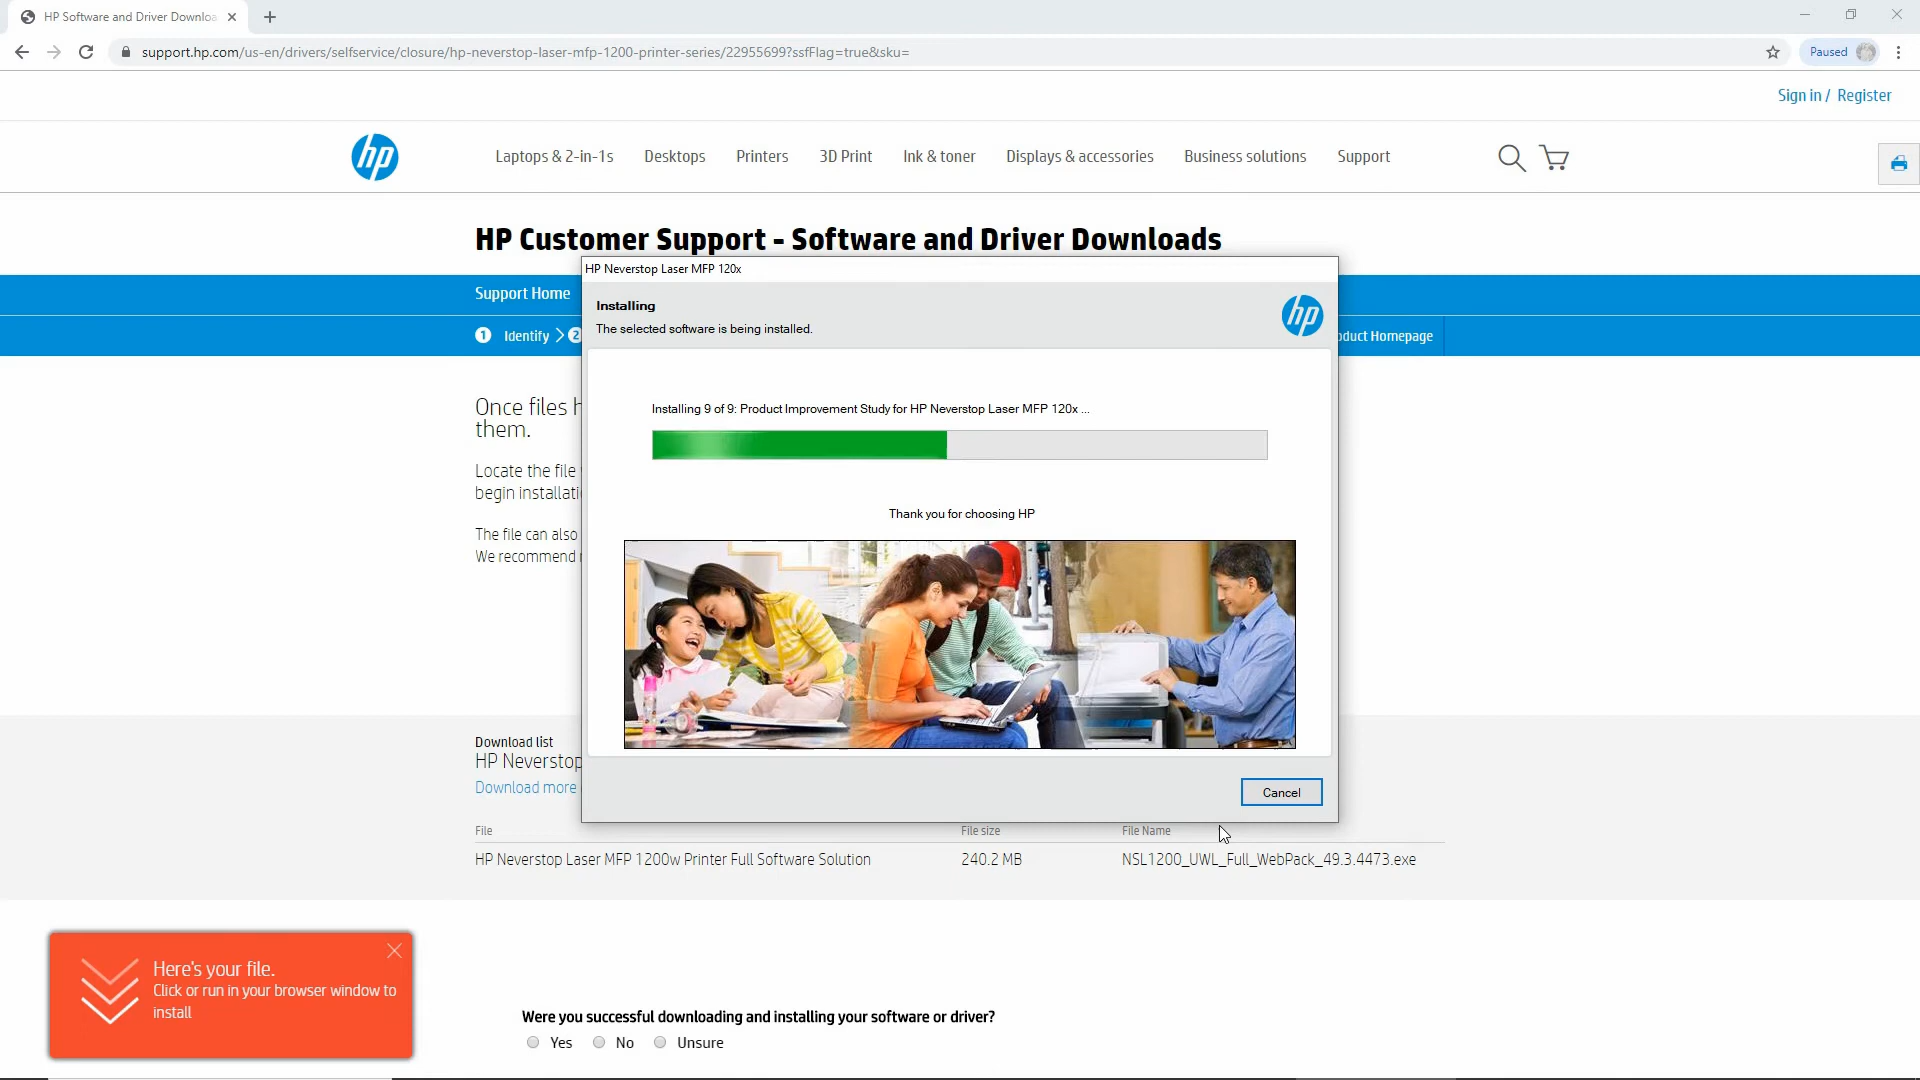 HP Software and Driver Downloa
support.hp.com/us-en/drivers/selfservice/closure/hp-neverstop-laser-mfp-1200-printer-series/22955699?ssfFlag=true&sku=
Paused
Sign in / Register
hp
Laptops & 2-in-1s Desktops Printers 3D Print Ink & toner Displays & accessories Business solutions Support
HP Customer Support - Software and Driver Downloads
HP Neverstop Laser MFP 120x
Support Home
Installing
The selected software is being installed.
hp
1 Identify 2
oduct Homepage
Once files h
them.
Installing 9 of 9: Product Improvement Study for HP Neverstop Laser MFP 120x ...
Locate the file
begin installati
Thank you for choosing HP
The file can also
We recommend
Download list
HP Neverstop
Download more
Cancel
File File size File Name
HP Neverstop Laser MFP 1200w Printer Full Software Solution 240.2 MB NSL1200_UWL_Full_WebPack_49.3.4473.exe
Here's your file.
Click or run in your browser window to
install
Were you successful downloading and installing your software or driver?
Yes No Unsure